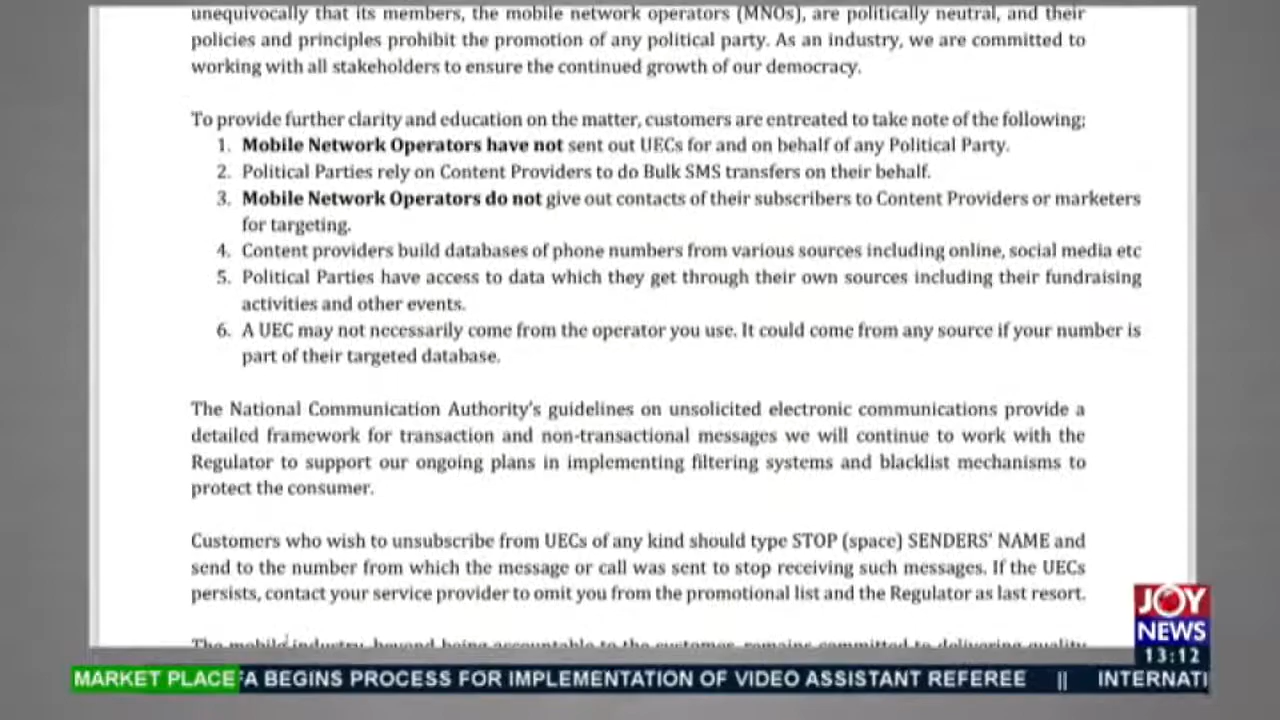 unequivocally that its members, the mobile network operators (MNOs), are politically neutral, and their
policies and principles prohibit the promotion of any political party. As an industry, we are committed to
working with all stakeholders to ensure the continued growth of our democracy.
To provide further clarity and education on the matter, customers are entreated to take note of the following;
1. Mobile Network Operators have not sent out UECs for and on behalf of any Political Party.
2. Political Parties rely on Content Providers to do Bulk SMS transfers on their behalf.
3. Mobile Network Operators do not give out contacts of their subscribers to Content Providers or marketers
for targeting.
4. Content providers build databases of phone numbers from various sources including online, social media etc
5. Political Parties have access to data which they get through their own sources including their fundraising
activities and other events.
6. A UEC may not necessarily come from the operator you use. It could come from any source if your number is
part of their targeted database.
The National Communication Authority's guidelines on unsolicited electronic communications provide a
detailed framework for transaction and non-transactional messages we will continue to work with the
Regulator to support our ongoing plans in implementing filtering systems and blacklist mechanisms to
protect the consumer.
Customers who wish to unsubscribe from UECs of any kind should type STOP (space) SENDERS' NAME and
send to the number from which the message or call was sent to stop receiving such messages. If the UECs
persists, contact your service provider to omit you from the promotional list and the Regulator as last resort.
The mobile industry, beyond being accountable to the customer, remains committed to delivering quality
JOY
NEWS
13:12
MARKET PLACE
A BEGINS PROCESS FOR IMPLEMENTATION OF VIDEO ASSISTANT REFEREE || INTERNATI